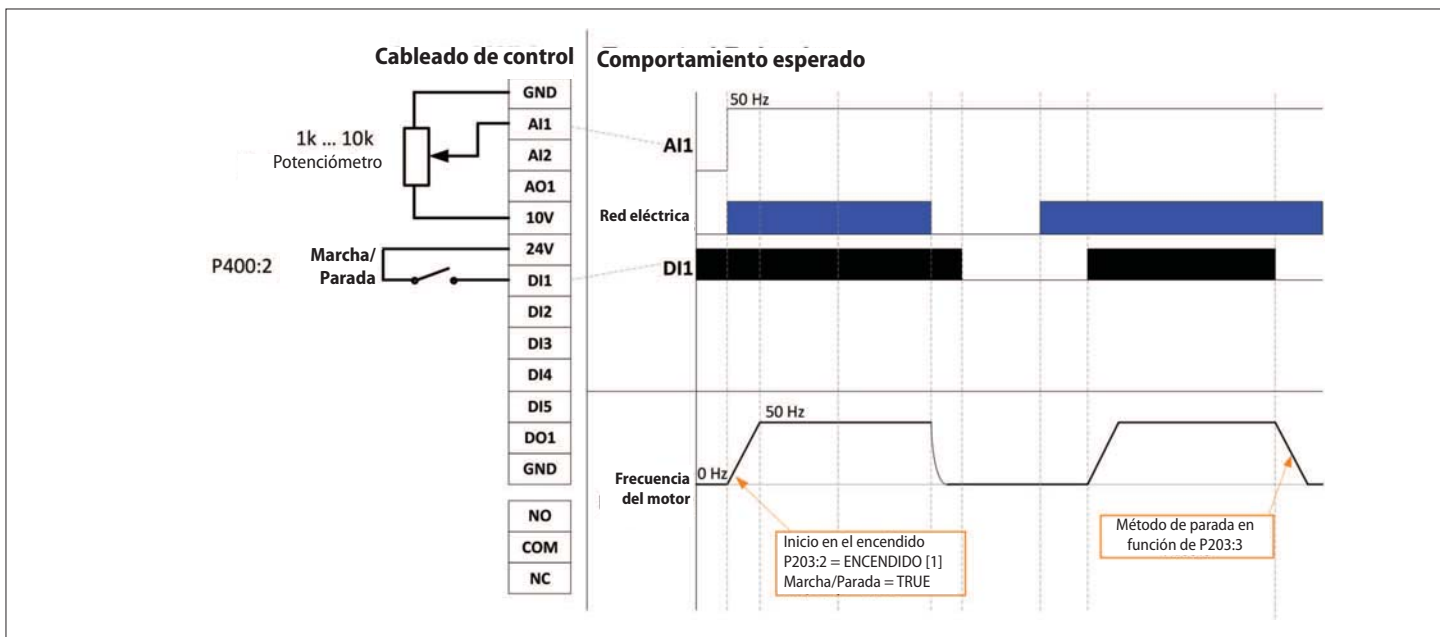 Cableado de control
Comportamiento esperado
GND
AI1
AI2
AO1
10V
24V
DI1
DI2
DI3
DI4
DI5
DO1
GND
NO
COM
NC
1k ... 10k
Potenciómetro
P400:2
Marcha/
Parada
50 Hz
AI1
Red eléctrica
DI1
50 Hz
0 Hz
Frecuencia
del motor
Inicio en el encendido
P203:2 = ENCENDIDO [1]
Marcha/Parada = TRUE
Método de parada en
función de P203:3